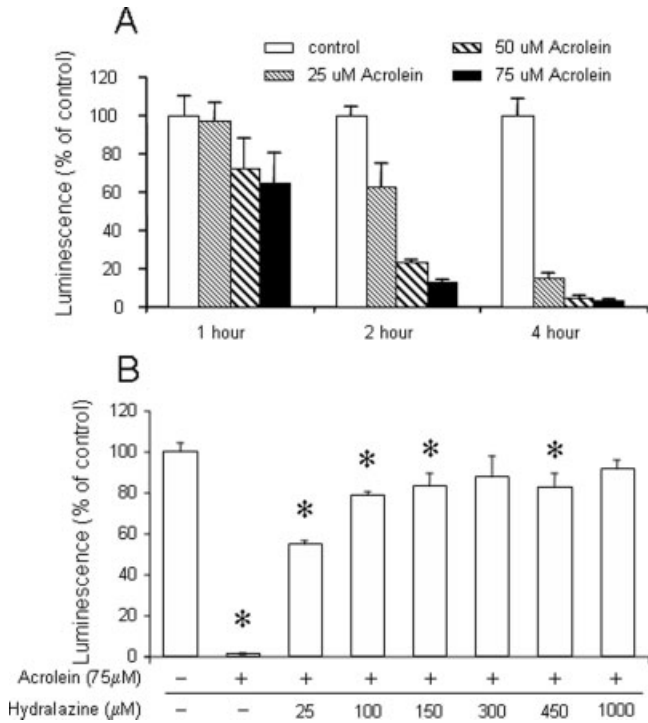 A
control
50 uM Acrolein
25 uM Acrolein
75 uM Acrolein
Luminescence (% of control)
120
100
80
60
40
20
0
1 hour
2 hour
4 hour
B
Luminescence (% of control)
120
100
80
60
40
20
0
* * * * *
Acrolein (75μM) – + + + + + + +
Hydralazine (μM) – – 25 100 150 300 450 1000